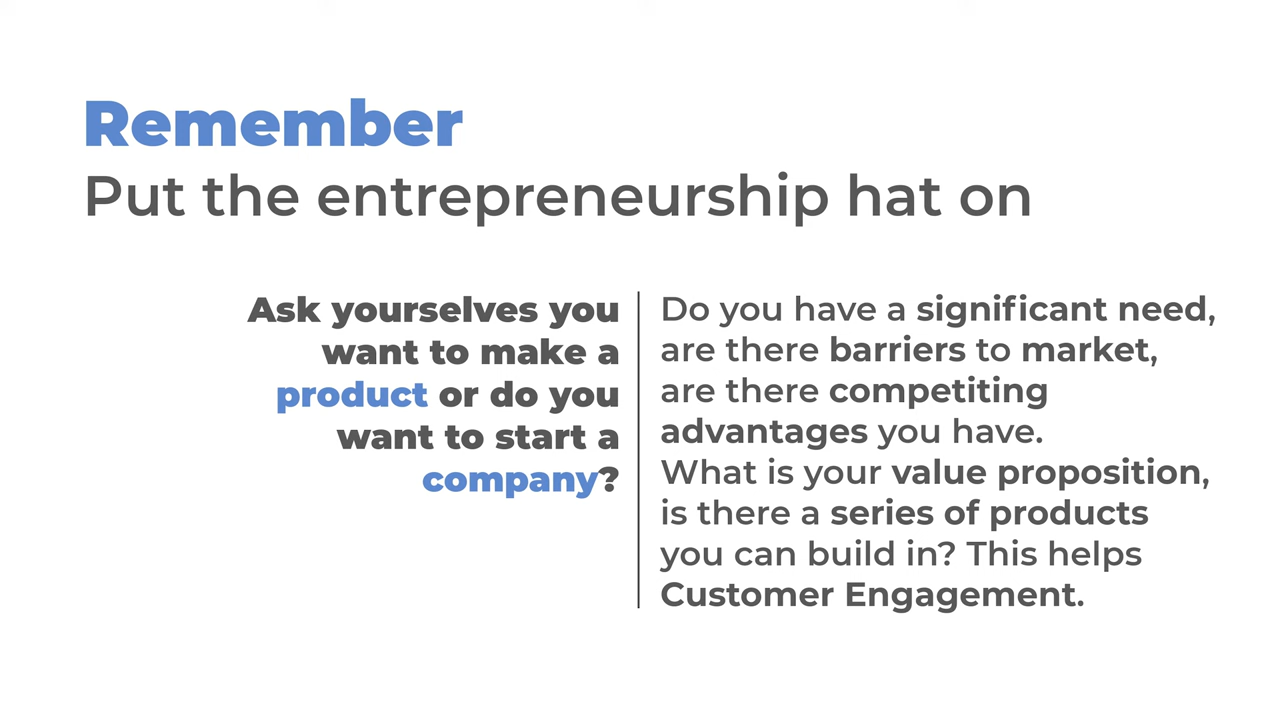 Remember
Put the entrepreneurship hat on
Ask yourselves you
want to make a
product or do you
want to start a
company?
Do you have a significant need,
are there barriers to market,
are there competiting
advantages you have.
What is your value proposition,
is there a series of products
you can build in? This helps
Customer Engagement.